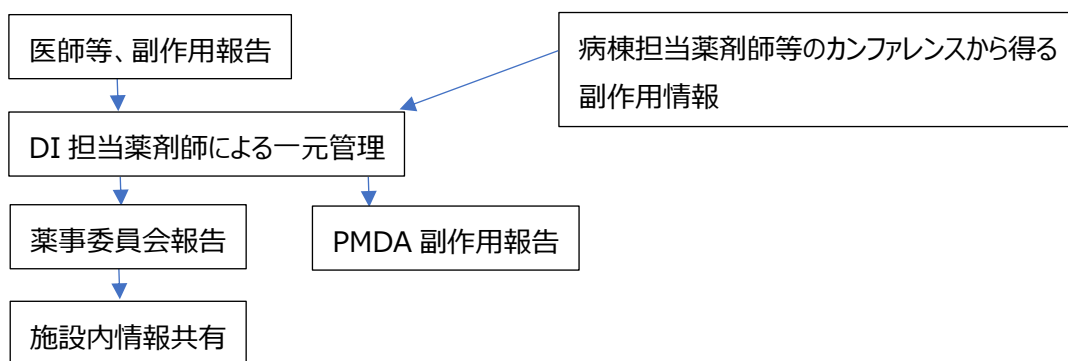 医師等、副作用報告
病棟担当薬剤師等のカンファレンスから得る
副作用情報
DI 担当薬剤師による一元管理
薬事委員会報告
PMDA 副作用報告
施設内情報共有